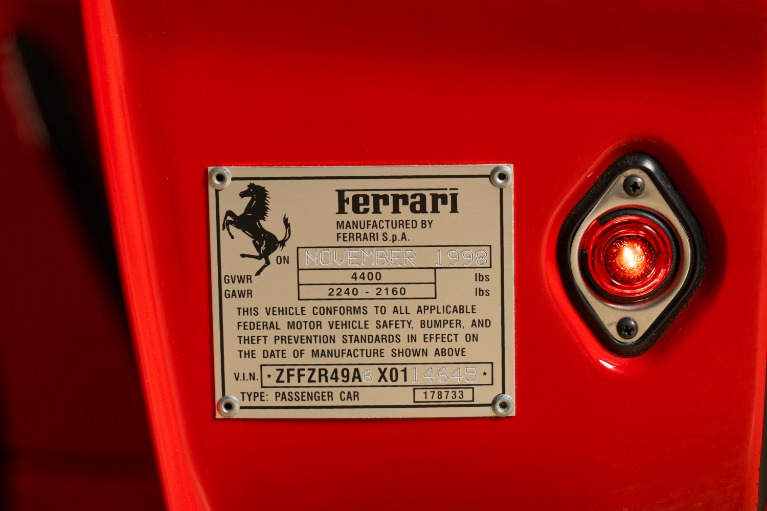 Ferrari
MANUFACTURED BY
FERRARI S.p.A.
ON NOVEMBER 1998
GVWR 4400 lbs
GAWR 2240 - 2160 lbs
THIS VEHICLE CONFORMS TO ALL APPLICABLE
FEDERAL MOTOR VEHICLE SAFETY, BUMPER, AND
THEFT PREVENTION STANDARDS IN EFFECT ON
THE DATE OF MANUFACTURE SHOWN ABOVE
V.I.N. *ZFFZR49A6X0114645*
TYPE: PASSENGER CAR 178733